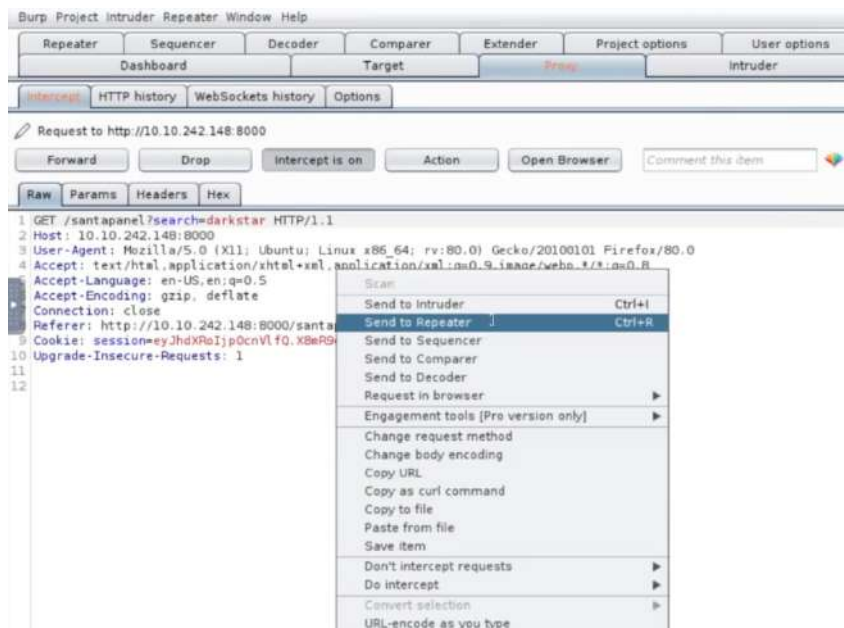 Burp Project Intruder Repeater Window Help
Repeater Sequencer Decoder Comparer Extender Project options User options
Dashboard Target Proxy Intruder
Intercept HTTP history WebSockets history Options
Request to http://10.10.242.148:8000
Forward Drop Intercept is on Action Open Browser Comment this item
Raw Params Headers Hex
1 GET /santapanel?search=darkstar HTTP/1.1
2 Host: 10.10.242.148:8000
3 User-Agent: Mozilla/5.0 (X11; Ubuntu; Linux x86_64; rv:80.0) Gecko/20100101 Firefox/80.0
4 Accept: text/html,application/xhtml+xml,application/xml;q=0.9,image/webp,*/*;q=0.8
5 Accept-Language: en-US,en;q=0.5
Accept-Encoding: gzip, deflate
Connection: close
Referer: http://10.10.242.148:8000/santap
9 Cookie: session=eyJhdXRoIjp0cnVlfQ.X8mR9
10 Upgrade-Insecure-Requests: 1
11
12
Scan
Send to Intruder Ctrl+I
Send to Repeater Ctrl+R
Send to Sequencer
Send to Comparer
Send to Decoder
Request in browser
Engagement tools [Pro version only]
Change request method
Change body encoding
Copy URL
Copy as curl command
Copy to file
Paste from file
Save item
Don't intercept requests
Do intercept
Convert selection
URL-encode as you type